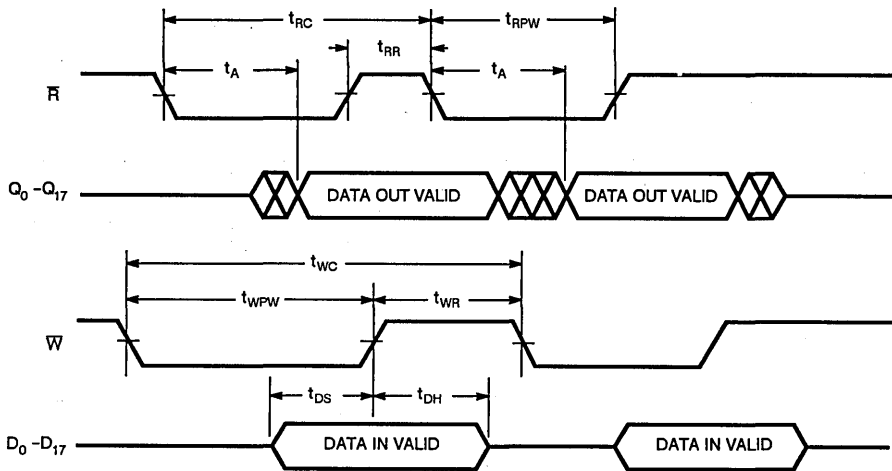 tRC tRPW
tRR
tA tA
R̅
Q0 -Q17 DATA OUT VALID DATA OUT VALID
tWC
tWPW tWR
W̅
tDS tDH
D0 -D17 DATA IN VALID DATA IN VALID